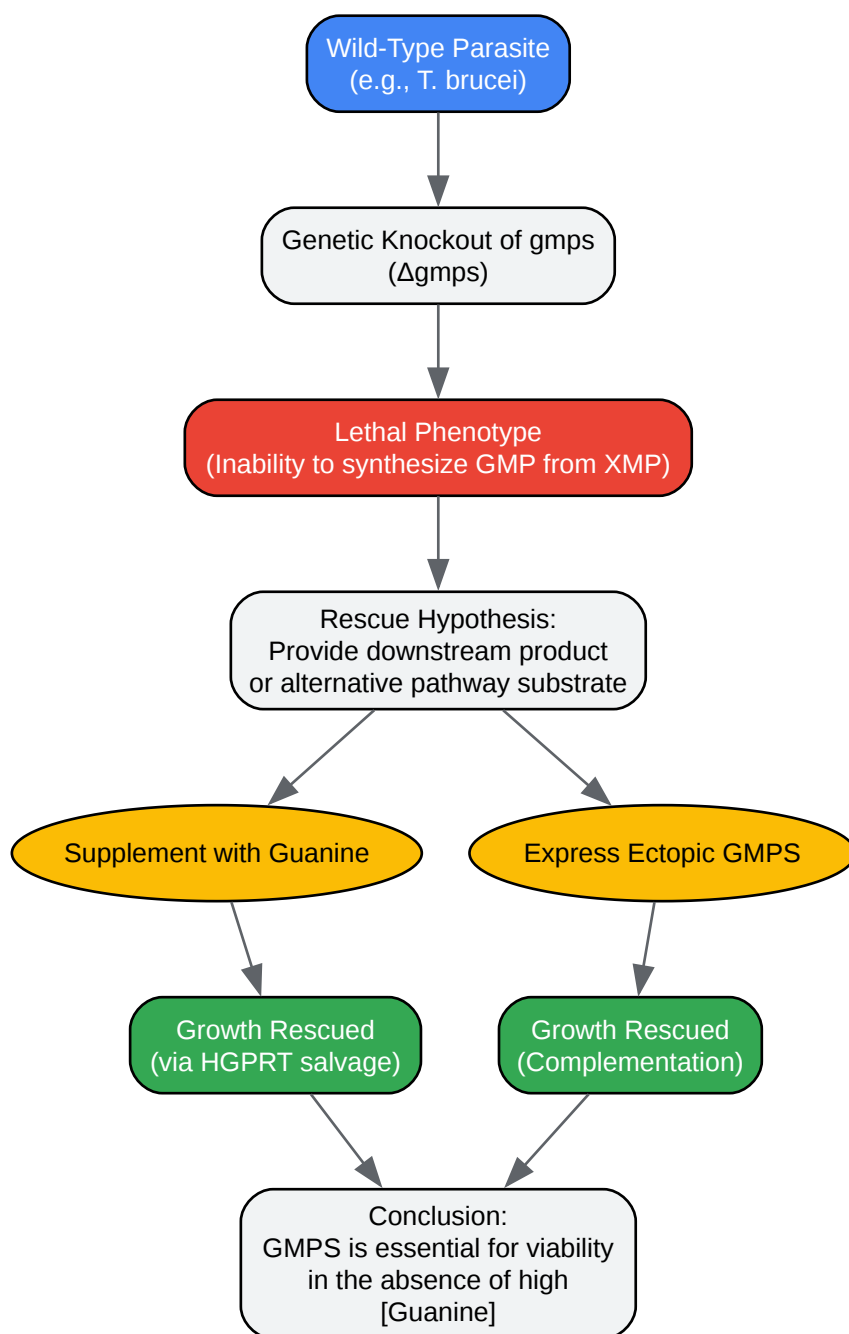 Wild-Type Parasite
(e.g., T. brucei)
Genetic Knockout of gmps
(Δgmps)
Lethal Phenotype
(Inability to synthesize GMP from XMP)
Rescue Hypothesis:
Provide downstream product
or alternative pathway substrate
Supplement with Guanine
Express Ectopic GMPS
Growth Rescued
(via HGPRT salvage)
Growth Rescued
(Complementation)
Conclusion:
GMPS is essential for viability
in the absence of high
[Guanine]